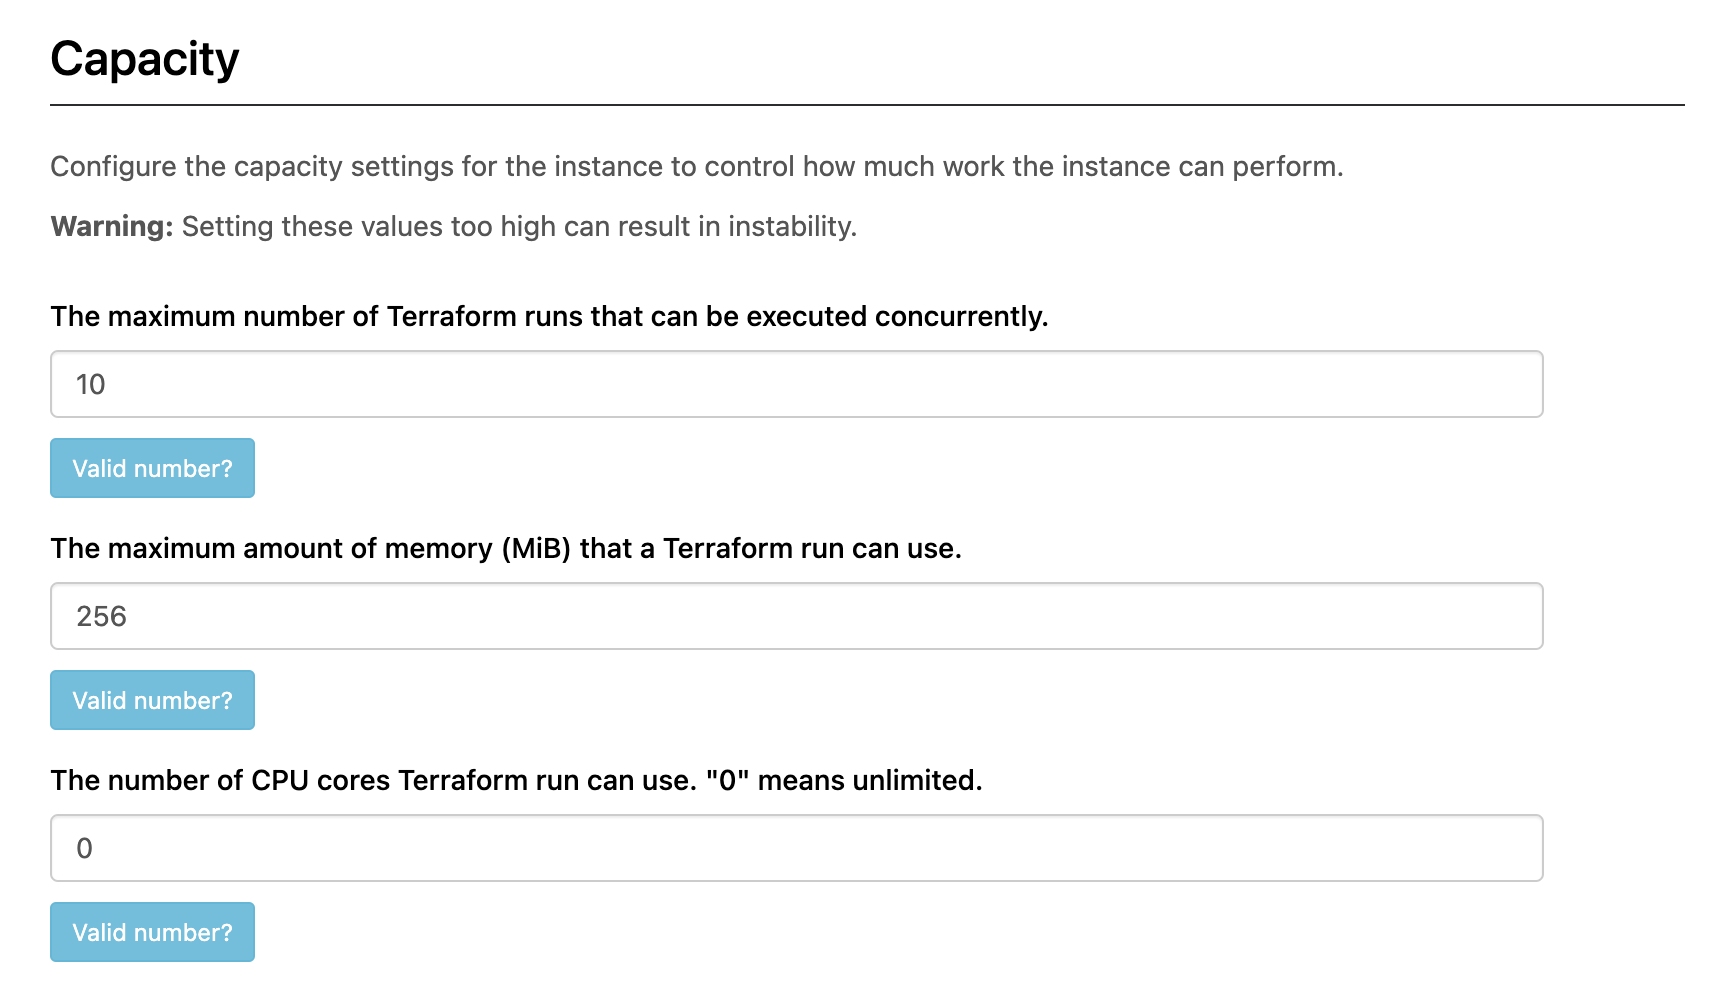 Capacity
Configure the capacity settings for the instance to control how much work the instance can perform.
Warning: Setting these values too high can result in instability.
The maximum number of Terraform runs that can be executed concurrently.
10
Valid number?
The maximum amount of memory (MiB) that a Terraform run can use.
256
Valid number?
The number of CPU cores Terraform run can use. "0" means unlimited.
0
Valid number?